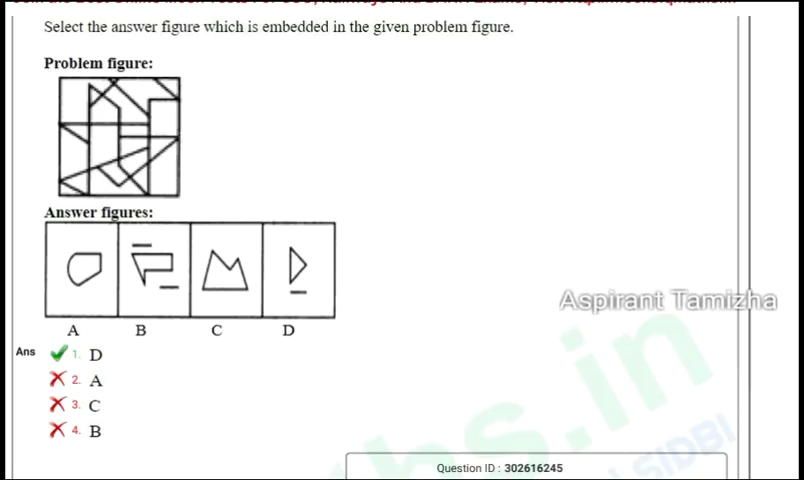 Select the answer figure which is embedded in the given problem figure.
Problem figure:
Answer figures:
A B C D
Ans 1. D
2. A
3. C
4. B
Aspirant Tamizha
Question ID : 302616245
SIDBI